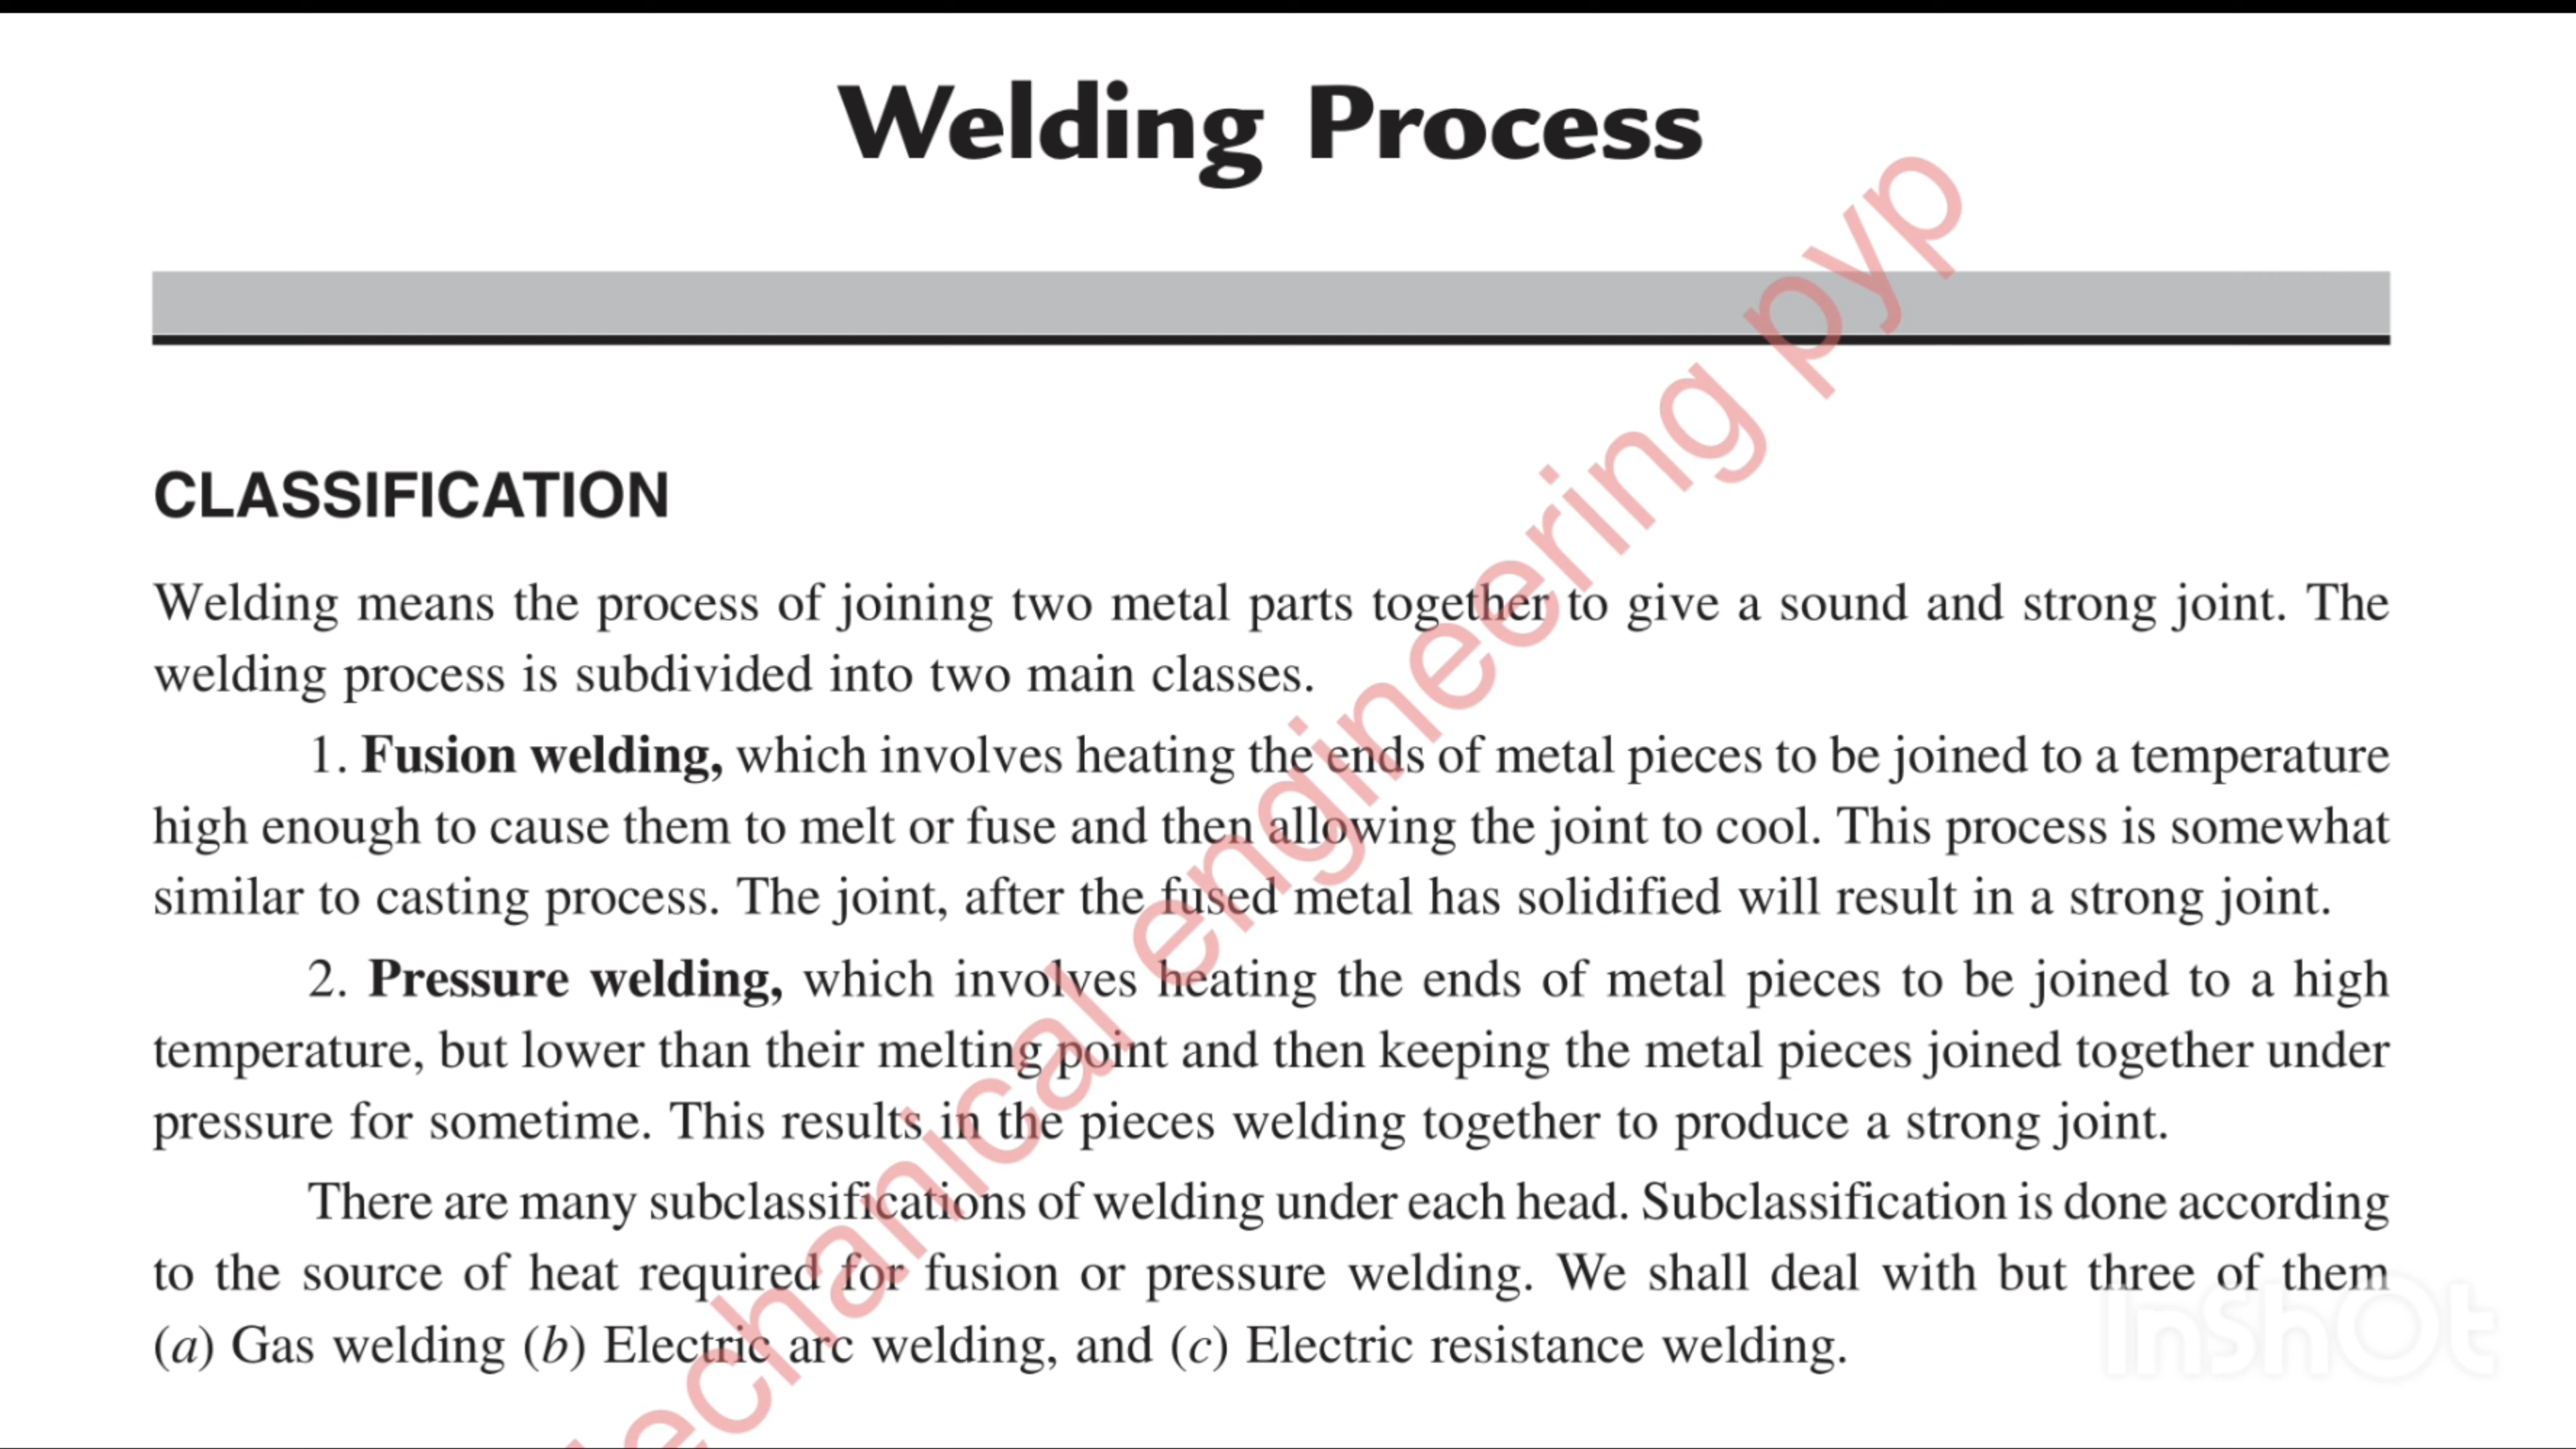 Welding Process
CLASSIFICATION
Welding means the process of joining two metal parts together to give a sound and strong joint. The
welding process is subdivided into two main classes.
1. Fusion welding, which involves heating the ends of metal pieces to be joined to a temperature
high enough to cause them to melt or fuse and then allowing the joint to cool. This process is somewhat
similar to casting process. The joint, after the fused metal has solidified will result in a strong joint.
2. Pressure welding, which involves heating the ends of metal pieces to be joined to a high
temperature, but lower than their melting point and then keeping the metal pieces joined together under
pressure for sometime. This results in the pieces welding together to produce a strong joint.
There are many subclassifications of welding under each head. Subclassification is done according
to the source of heat required for fusion or pressure welding. We shall deal with but three of them
(a) Gas welding (b) Electric arc welding, and (c) Electric resistance welding.
echanical engineering pyp
InShOt